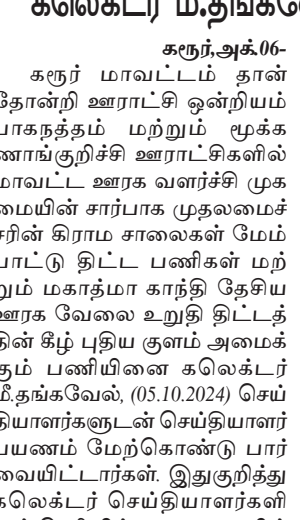 கலெக்டர் மீ.தங்கவே
கரூர்,அக்.06-
கரூர் மாவட்டம் தான்
தோன்றி ஊராட்சி ஒன்றியம்
பாகநத்தம் மற்றும் மூக்க
ணாங்குறிச்சி ஊராட்சிகளில்
மாவட்ட ஊரக வளர்ச்சி முக
மையின் சார்பாக முதலமைச்
சரின் கிராம சாலைகள் மேம்
பாட்டு திட்ட பணிகள் மற்
றும் மகாத்மா காந்தி தேசிய
ஊரக வேலை உறுதி திட்டத்
தின் கீழ் புதிய குளம் அமைக்
கும் பணியினை கலெக்டர்
மீ.தங்கவேல், (05.10.2024) செய்
தியாளர்களுடன் செய்தியாளர்
பயணம் மேற்கொண்டு பார்
வையிட்டார்கள். இதுகுறித்து
கலெக்டர் செய்தியாளர்களி